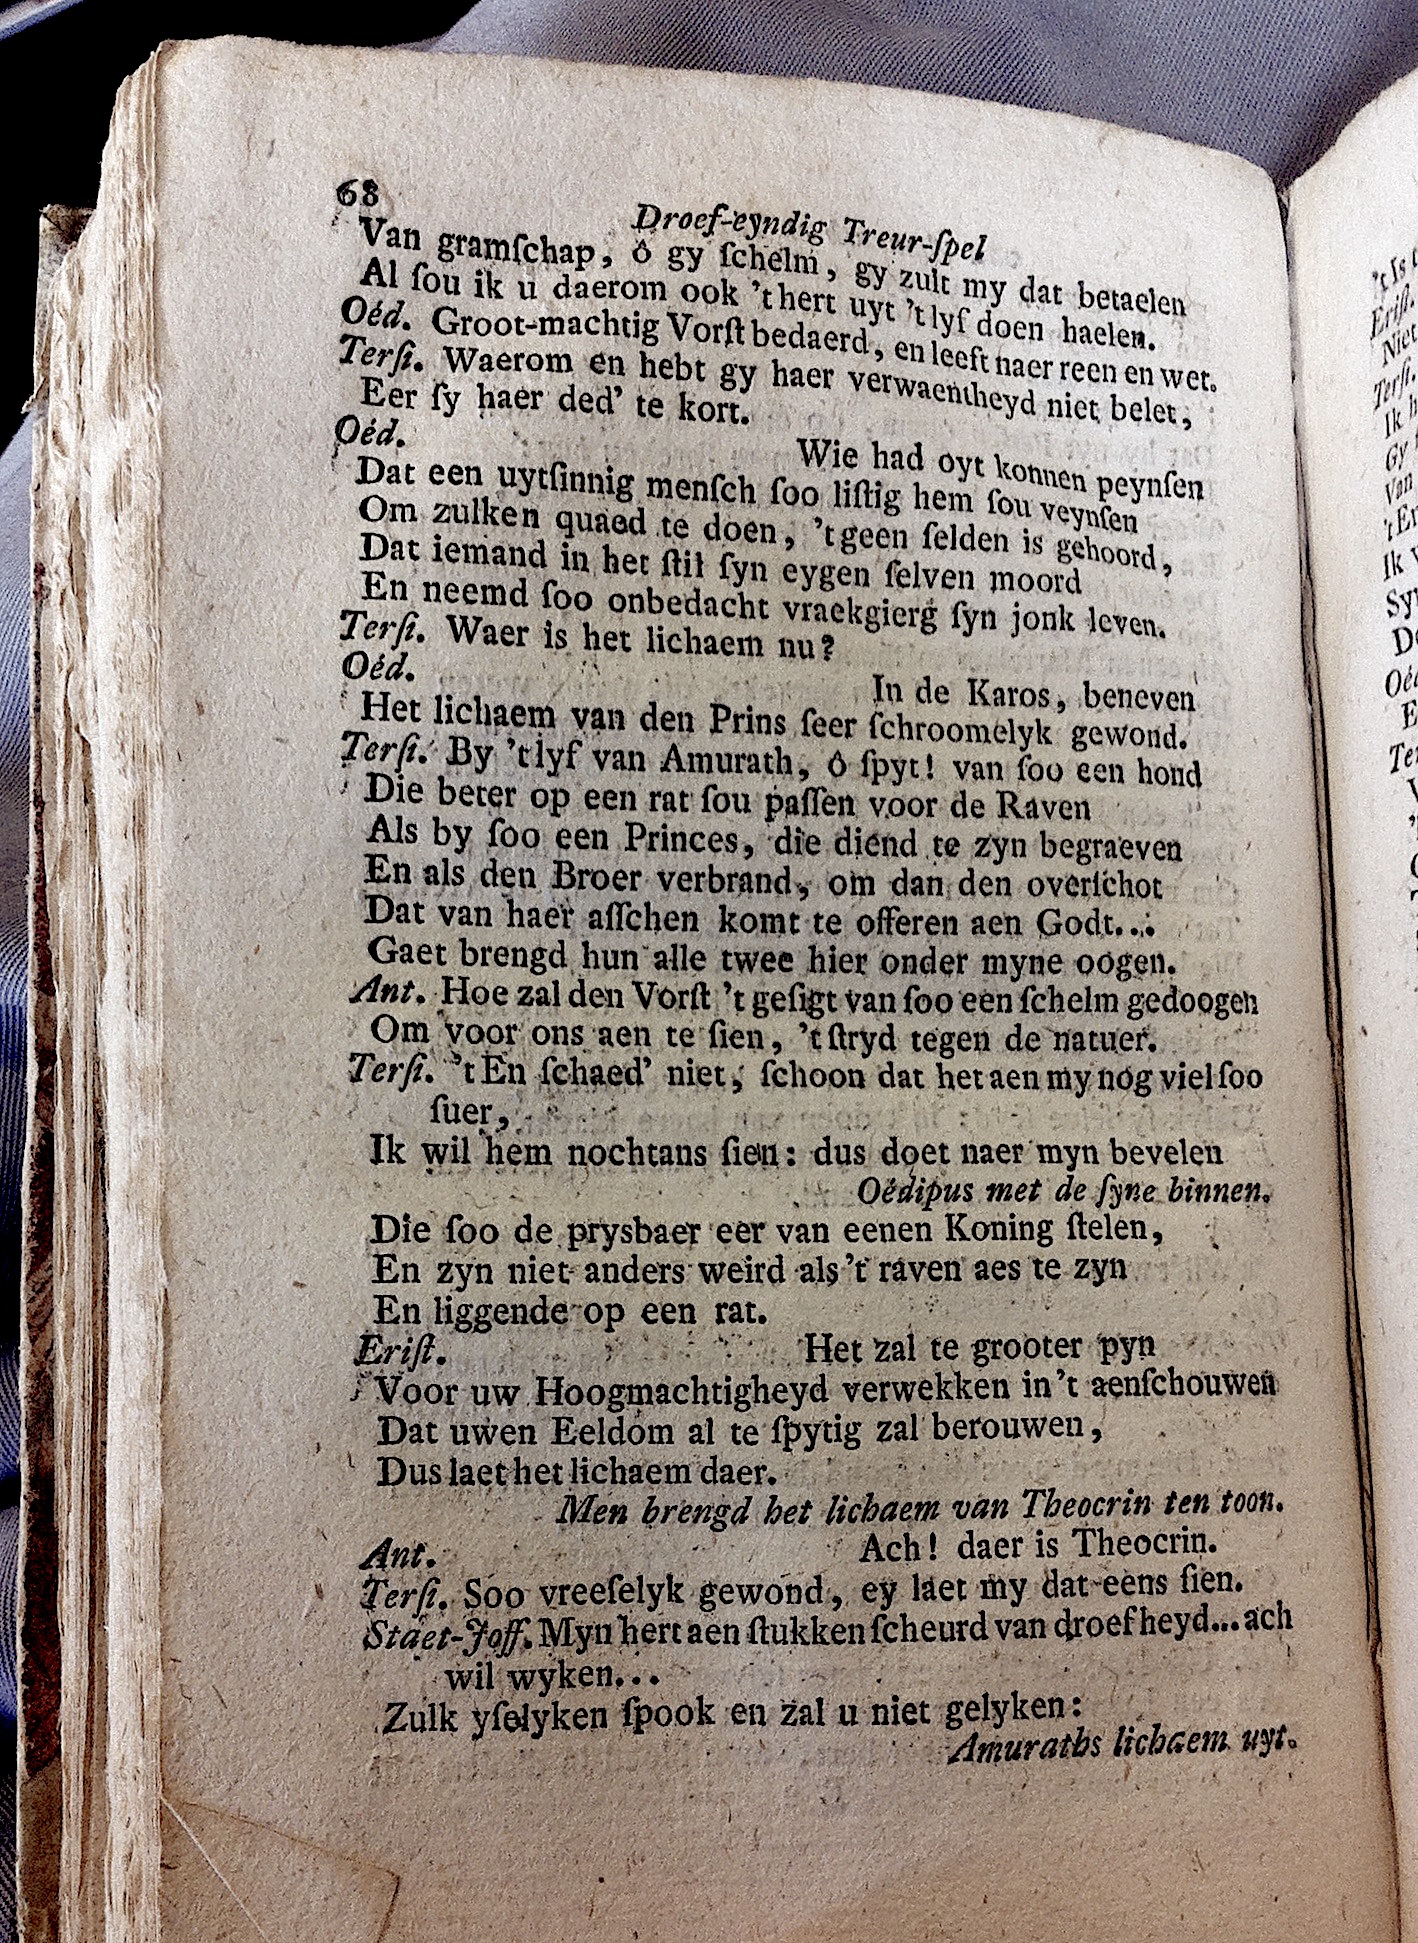 68
Droef-eyndig Treur-ſpel
Van gramſchap, ô gy ſchelm, gy zult my dat betaelen
Al ſou ik u daerom ook 't hert uyt 't lyf doen haelen.
Oéd. Groot-machtig Vorſt bedaerd, en leeft naer reen en wet.
Terſi. Waerom en hebt gy haer verwaentheyd niet belet,
Eer ſy haer ded' te kort.
Oéd.
Wie had oyt konnen peynſen
Dat een uytſinnig menſch ſoo liſtig hem ſou veynſen
Om zulken quaed te doen, 't geen ſelden is gehoord,
Dat iemand in het ſtil ſyn eygen ſelven moord
En neemd ſoo onbedacht vraekgierg ſyn jonk leven.
Terſi. Waer is het lichaem nu?
Oéd.
In de Karos, beneven
Het lichaem van den Prins ſeer ſchroomelyk gewond.
Terſi. By 't lyf van Amurath, ô ſpyt! van ſoo een hond
Die beter op een rat ſou paſſen voor de Raven
Als by ſoo een Princes, die diend te zyn begraeven
En als den Broer verbrand, om dan den overſchot
Dat van haer aſſchen komt te offeren aen Godt...
Gaet brengd hun alle twee hier onder myne oogen.
Ant. Hoe zal den Vorſt 't geſigt van ſoo een ſchelm gedoogen
Om voor ons aen te ſien, 't ſtryd tegen de natuer.
Terſi. 't En ſchaed' niet, ſchoon dat het aen my nog viel ſoo
ſuer,
Ik wil hem nochtans ſien: dus doet naer myn bevelen
Oédipus met de ſyne binnen.
Die ſoo de prysbaer eer van eenen Koning ſtelen,
En zyn niet anders weird als 't raven aes te zyn
En liggende op een rat.
Eriſt.
Het zal te grooter pyn
Voor uw Hoogmachtigheyd verwekken in 't aenſchouwen
Dat uwen Eeldom al te ſpytig zal berouwen,
Dus laet het lichaem daer.
Men brengd het lichaem van Theocrin ten toon.
Ant.
Ach! daer is Theocrin.
Terſi. Soo vreeſelyk gewond, ey laet my dat eens ſien.
Staet-Joff. Myn hert aen ſtukken ſcheurd van droefheyd... ach
wil wyken...
Zulk yſelyken ſpook en zal u niet gelyken:
Amuraths lichaem uyt.